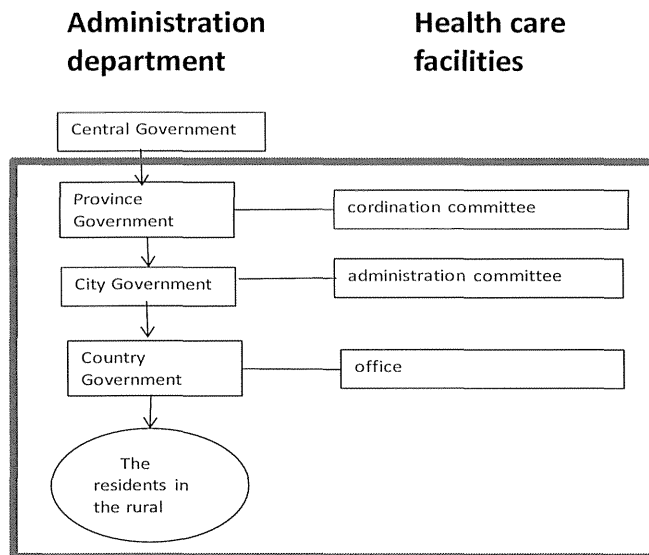 Administration
department
Health care
facilities
Central Government
Province
Government
cordination committee
City Government
administration committee
Country
Government
office
The
residents in
the rural